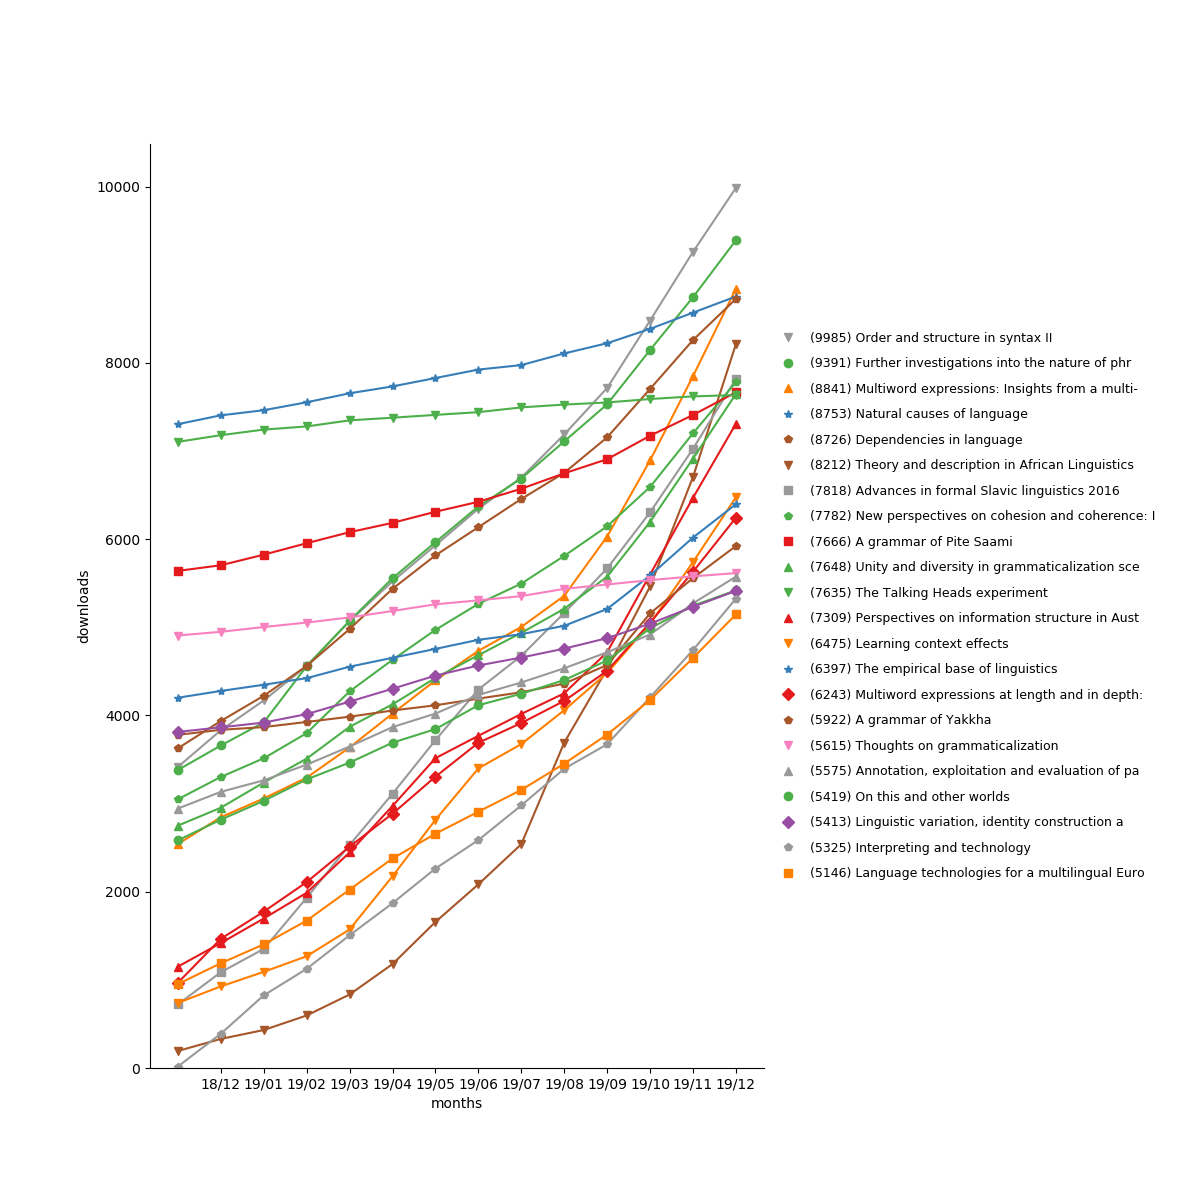 10000
8000
6000
4000
2000
0
downloads
18/12 19/01 19/02 19/03 19/04 19/05 19/06 19/07 19/08 19/09 19/10 19/11 19/12
months
(9985) Order and structure in syntax II
(9391) Further investigations into the nature of phr
(8841) Multiword expressions: Insights from a multi-
(8753) Natural causes of language
(8726) Dependencies in language
(8212) Theory and description in African Linguistics
(7818) Advances in formal Slavic linguistics 2016
(7782) New perspectives on cohesion and coherence: I
(7666) A grammar of Pite Saami
(7648) Unity and diversity in grammaticalization sce
(7635) The Talking Heads experiment
(7309) Perspectives on information structure in Aust
(6475) Learning context effects
(6397) The empirical base of linguistics
(6243) Multiword expressions at length and in depth:
(5922) A grammar of Yakkha
(5615) Thoughts on grammaticalization
(5575) Annotation, exploitation and evaluation of pa
(5419) On this and other worlds
(5413) Linguistic variation, identity construction a
(5325) Interpreting and technology
(5146) Language technologies for a multilingual Euro